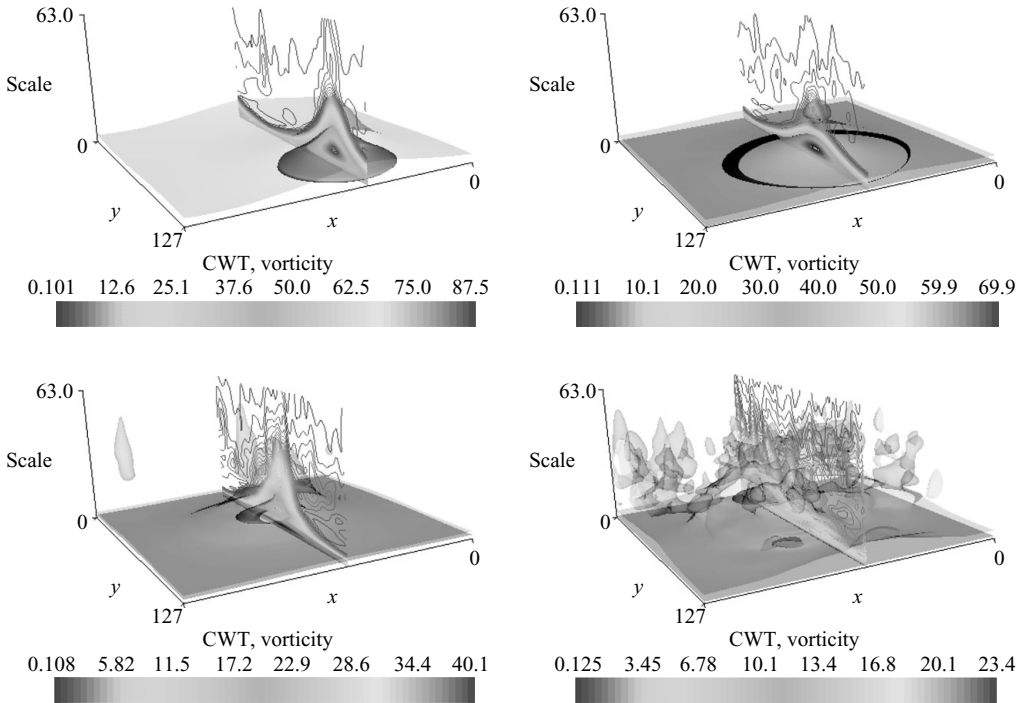 63.0
Scale
0
0
y
x
127
CWT, vorticity
0.101 12.6 25.1 37.6 50.0 62.5 75.0 87.5
63.0
Scale
0
0
y
x
127
CWT, vorticity
0.111 10.1 20.0 30.0 40.0 50.0 59.9 69.9
63.0
Scale
0
0
y
x
127
CWT, vorticity
0.108 5.82 11.5 17.2 22.9 28.6 34.4 40.1
63.0
Scale
0
0
y
x
127
CWT, vorticity
0.125 3.45 6.78 10.1 13.4 16.8 20.1 23.4